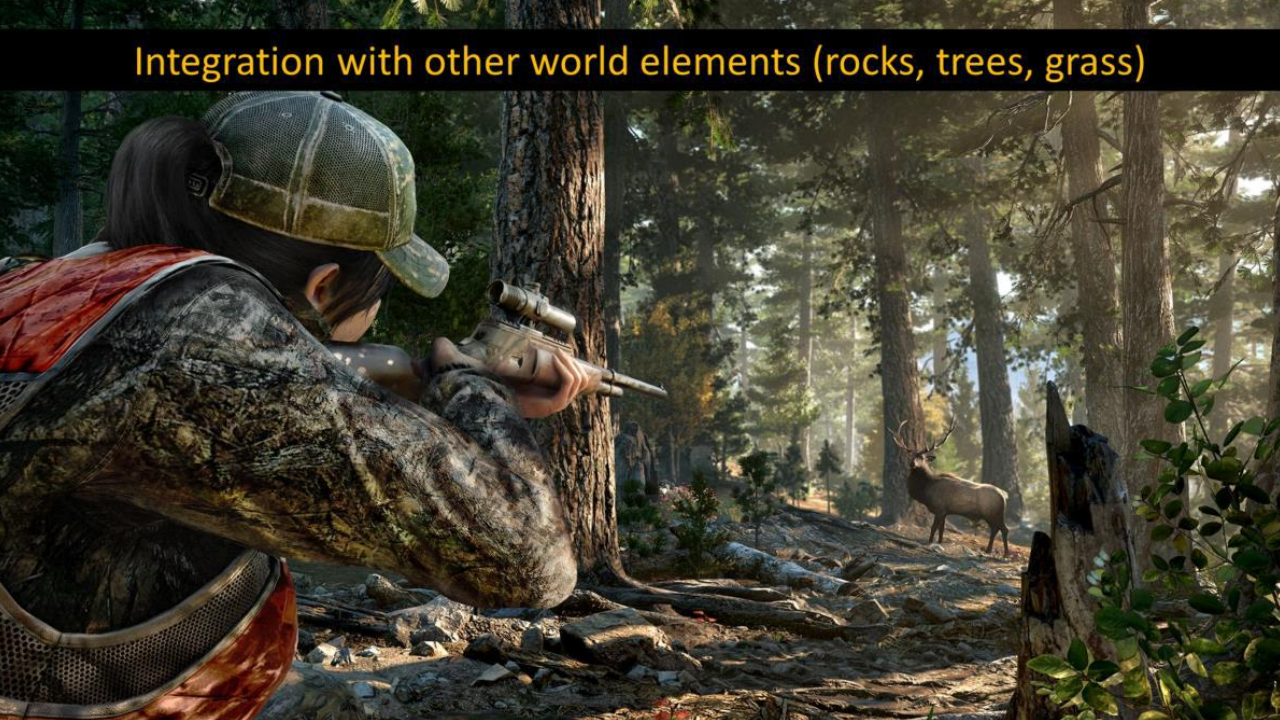 Integration with other world elements (rocks, trees, grass)